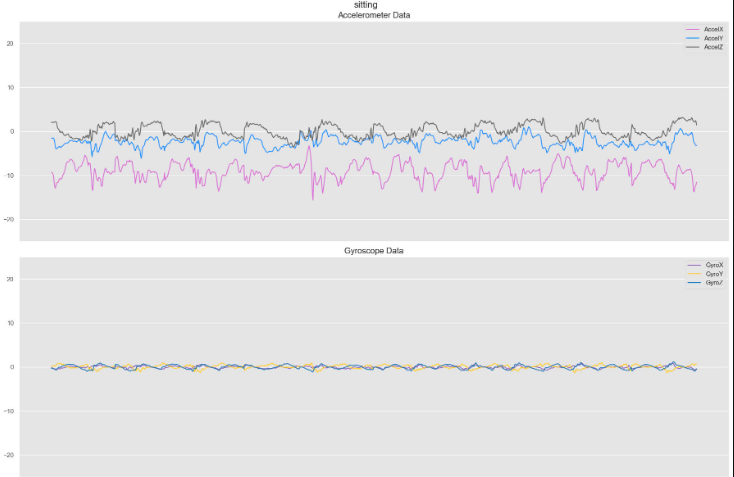 sitting
Accelerometer Data
AccelX
AccelY
AccelZ
20
10
0
−10
−20
Gyroscope Data
GyroX
GyroY
GyroZ
20
10
0
−10
−20